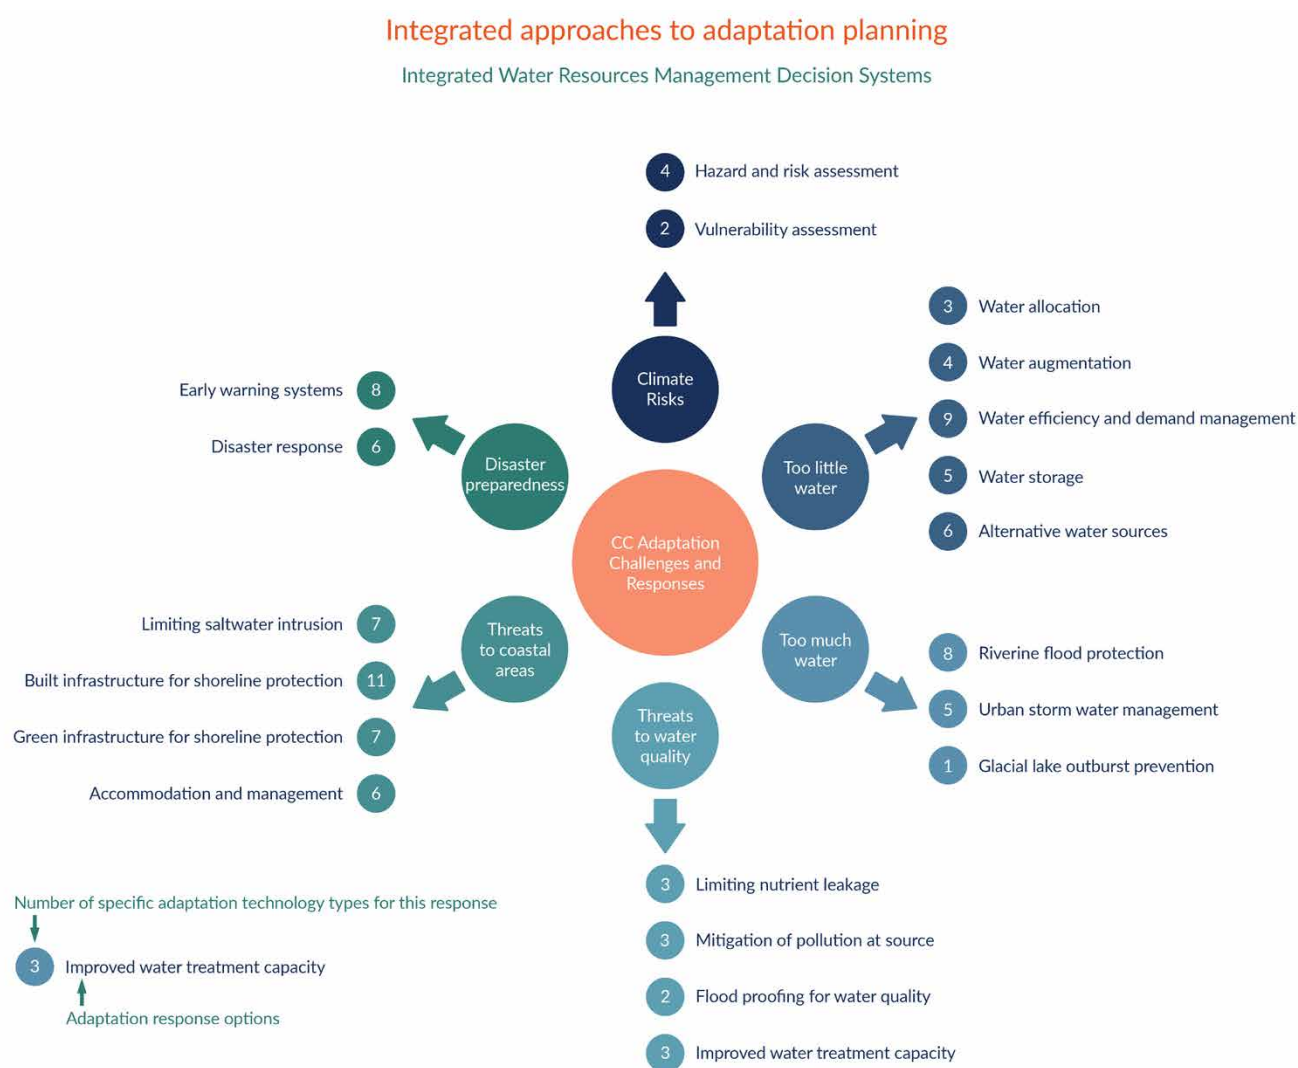 Integrated approaches to adaptation planning
Integrated Water Resources Management Decision Systems
4 Hazard and risk assessment
2 Vulnerability assessment
Climate
Risks
3 Water allocation
4 Water augmentation
9 Water efficiency and demand management
5 Water storage
6 Alternative water sources
Too little
water
Early warning systems 8
Disaster response 6
Disaster
preparedness
CC Adaptation
Challenges and
Responses
Limiting saltwater intrusion 7
Built infrastructure for shoreline protection 11
Green infrastructure for shoreline protection 7
Accommodation and management 6
Threats
to coastal
areas
Too much
water
8 Riverine flood protection
5 Urban storm water management
1 Glacial lake outburst prevention
Threats
to water
quality
3 Limiting nutrient leakage
3 Mitigation of pollution at source
2 Flood proofing for water quality
3 Improved water treatment capacity
Number of specific adaptation technology types for this response
3 Improved water treatment capacity
Adaptation response options